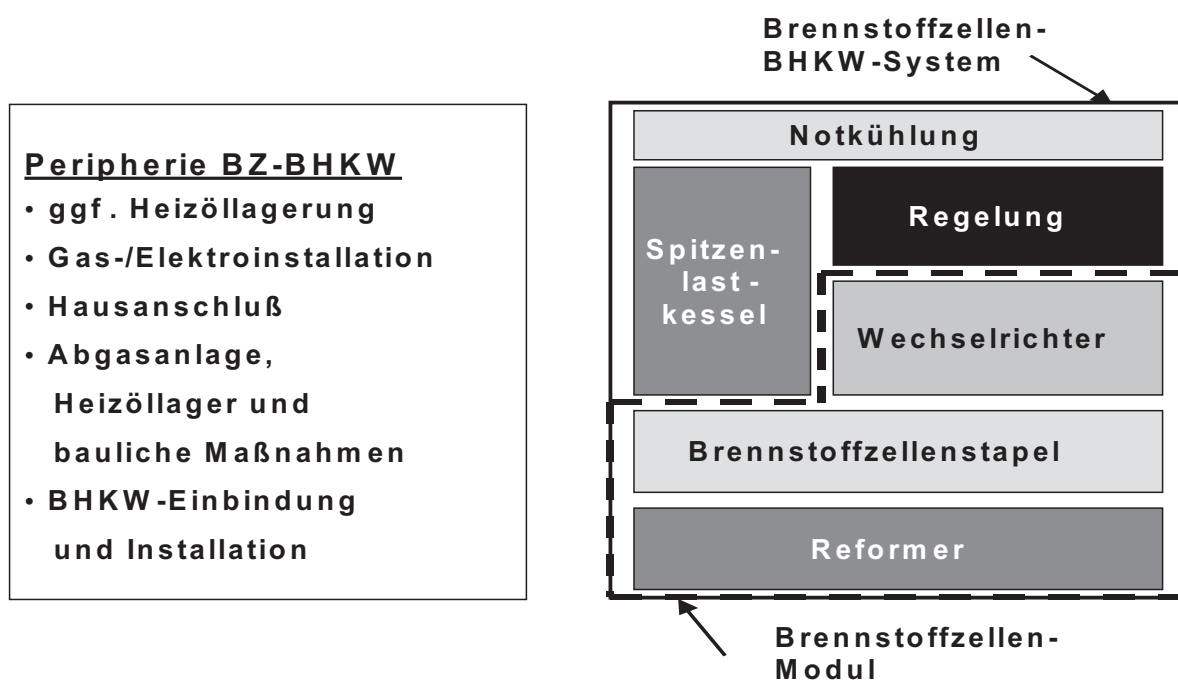 Brennstoffzellen-
BHKW-System
Peripherie BZ-BHKW
• ggf. Heizöllagerung
• Gas-/Elektroinstallation
• Hausanschluß
• Abgasanlage,
Heizöllager und
bauliche Maßnahmen
• BHKW-Einbindung
und Installation
Notkühlung
Spitzen-
last-
kessel
Regelung
Wechselrichter
Brennstoffzellenstapel
Reformer
Brennstoffzellen-
Modul